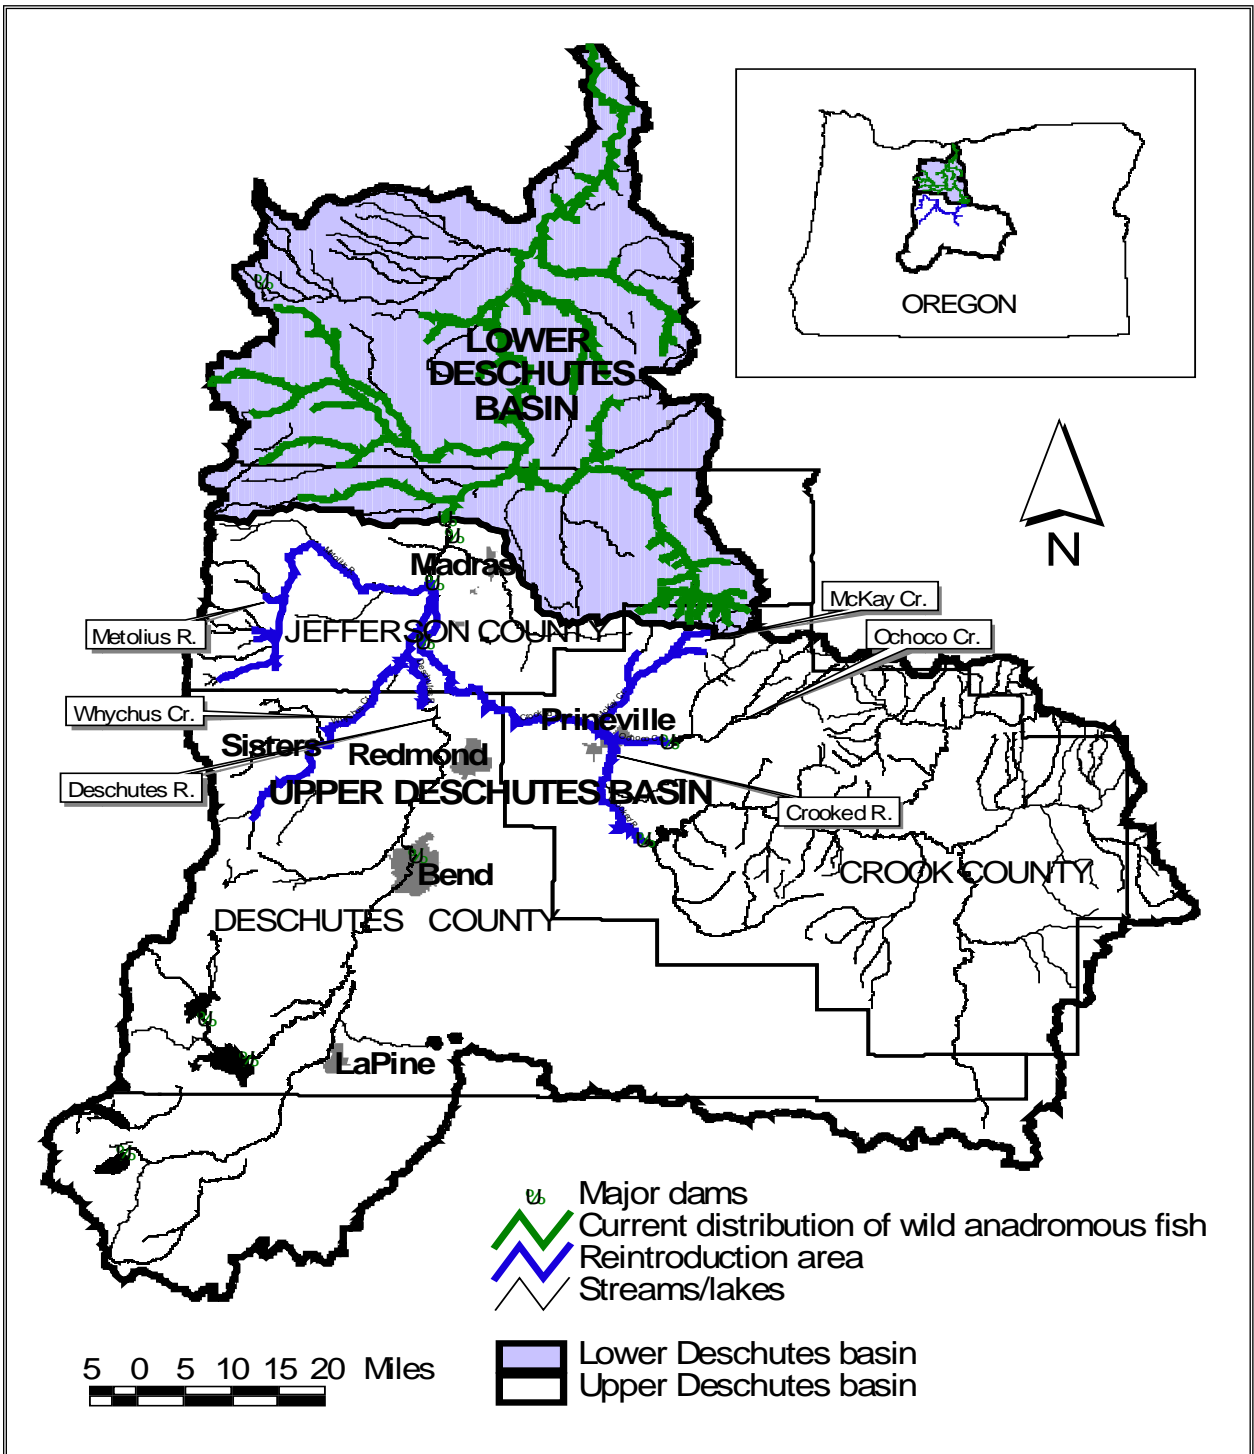 OREGON
LOWER
DESCHUTES
BASIN
N
Madras
McKay Cr.
Metolius R.
JEFFERSON COUNTY
Ochoco Cr.
Whychus Cr.
Prineville
Sisters
Redmond
Deschutes R.
UPPER DESCHUTES BASIN
Crooked R.
Bend
CROOK COUNTY
DESCHUTES COUNTY
LaPine
Major dams
Current distribution of wild anadromous fish
Reintroduction area
Streams/lakes
Lower Deschutes basin
Upper Deschutes basin
5 0 5 10 15 20 Miles